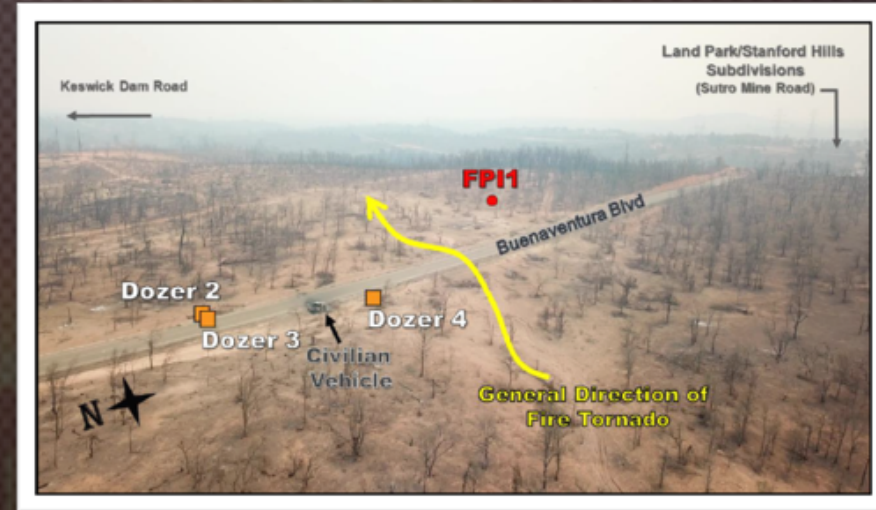 Keswick Dam Road
Land Park/Stanford Hills
Subdivisions
(Sutro Mine Road)
FPI1
Buenaventura Blvd
Dozer 2
Dozer 3
Dozer 4
Civilian
Vehicle
N
General Direction of
Fire Tornado